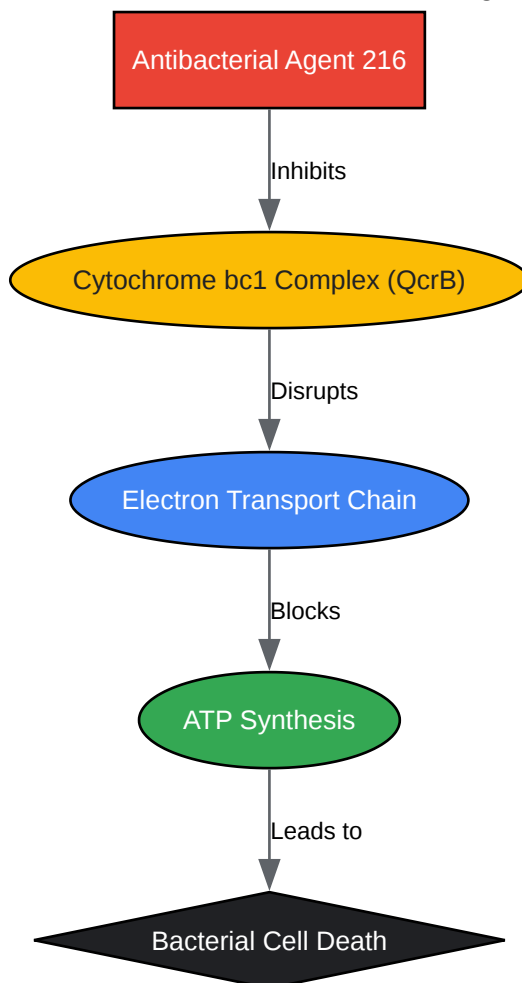 Antibacterial Agent 216
Inhibits
Cytochrome bc1 Complex (QcrB)
Disrupts
Electron Transport Chain
Blocks
ATP Synthesis
Leads to
Bacterial Cell Death